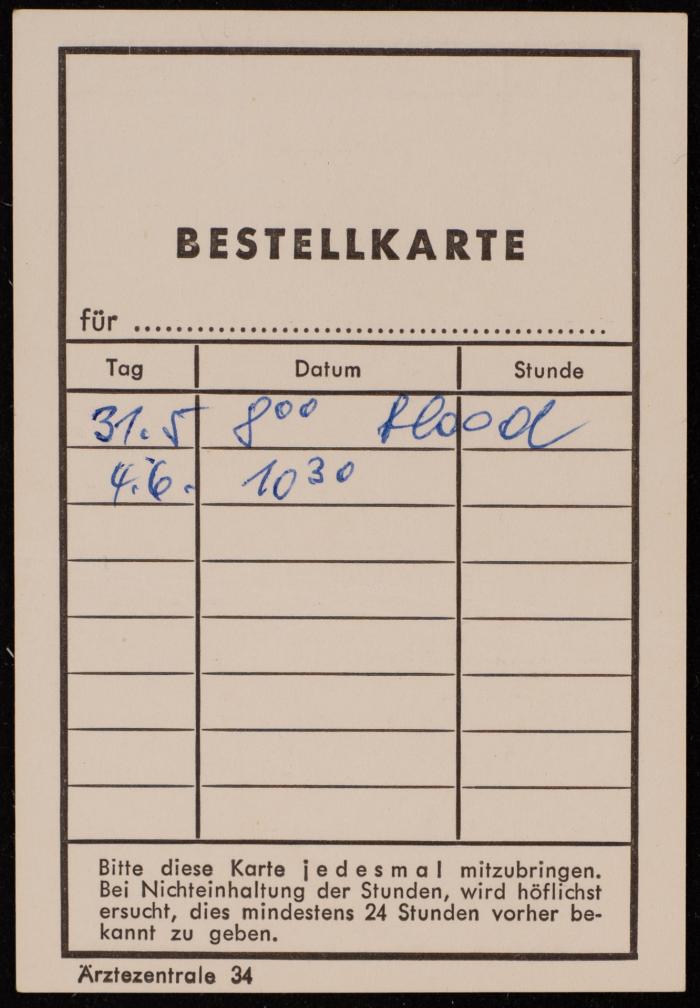 BESTELLKARTE
für
Tag Datum Stunde
31.5 8⁰⁰ blood
4.6. 10³⁰
Bitte diese Karte jedesmal mitzubringen.
Bei Nichteinhaltung der Stunden, wird höflichst
ersucht, dies mindestens 24 Stunden vorher be-
kannt zu geben.
Ärztezentrale 34